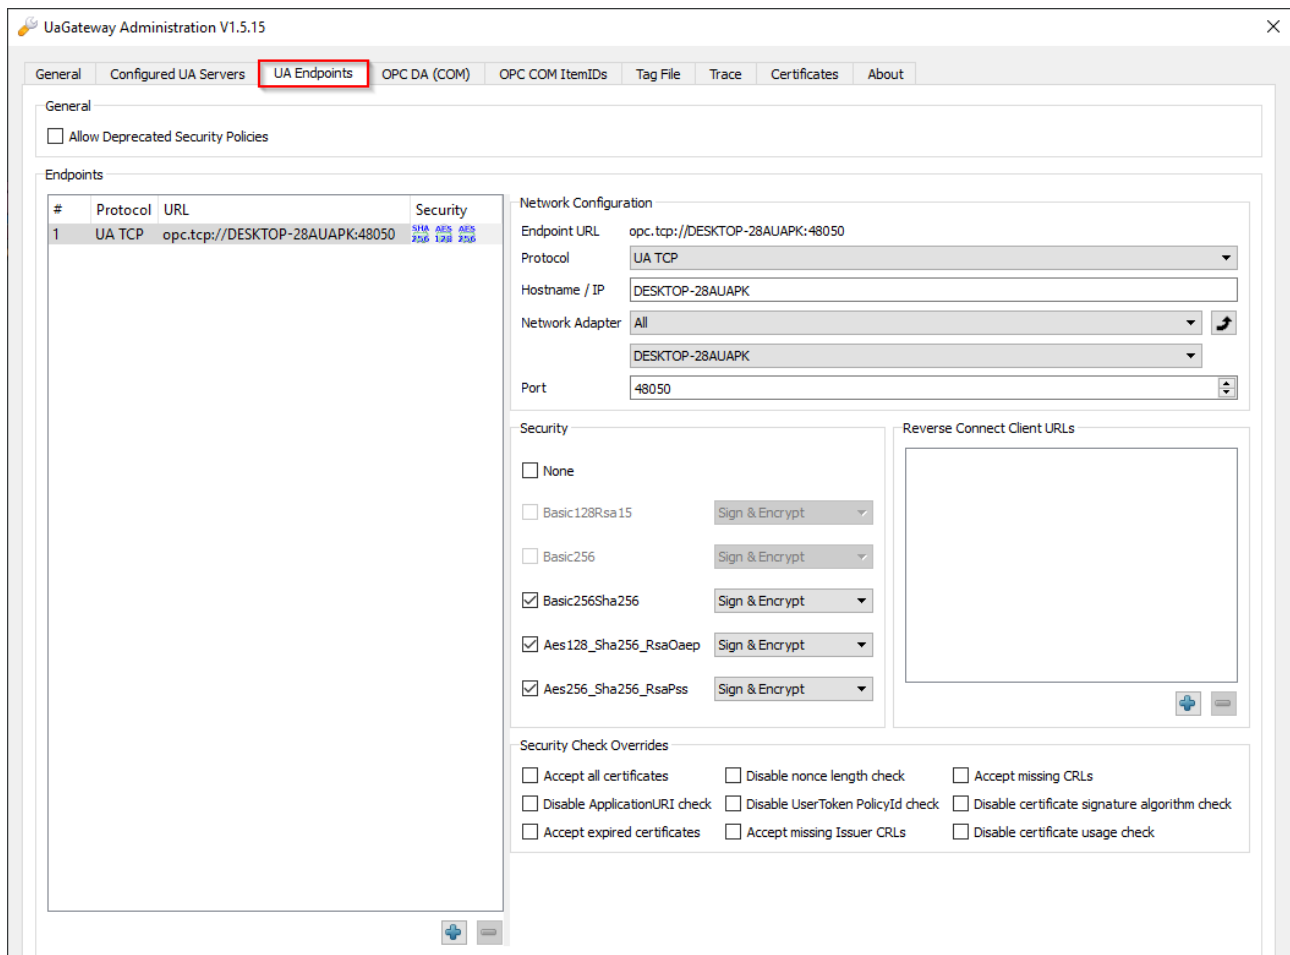 UaGateway Administration V1.5.15
General Configured UA Servers UA Endpoints OPC DA (COM) OPC COM ItemIDs Tag File Trace Certificates About
General
Allow Deprecated Security Policies
Endpoints
# Protocol URL Security
1 UA TCP opc.tcp://DESKTOP-28AUAPK:48050 SHA 256 AES 128 AES 256
Network Configuration
Endpoint URL opc.tcp://DESKTOP-28AUAPK:48050
Protocol UA TCP
Hostname / IP DESKTOP-28AUAPK
Network Adapter All
DESKTOP-28AUAPK
Port 48050
Security
None
Basic128Rsa15 Sign & Encrypt
Basic256 Sign & Encrypt
Basic256Sha256 Sign & Encrypt
Aes128_Sha256_RsaOaep Sign & Encrypt
Aes256_Sha256_RsaPss Sign & Encrypt
Reverse Connect Client URLs
Security Check Overrides
Accept all certificates Disable nonce length check Accept missing CRLs
Disable ApplicationURI check Disable UserToken PolicyId check Disable certificate signature algorithm check
Accept expired certificates Accept missing Issuer CRLs Disable certificate usage check